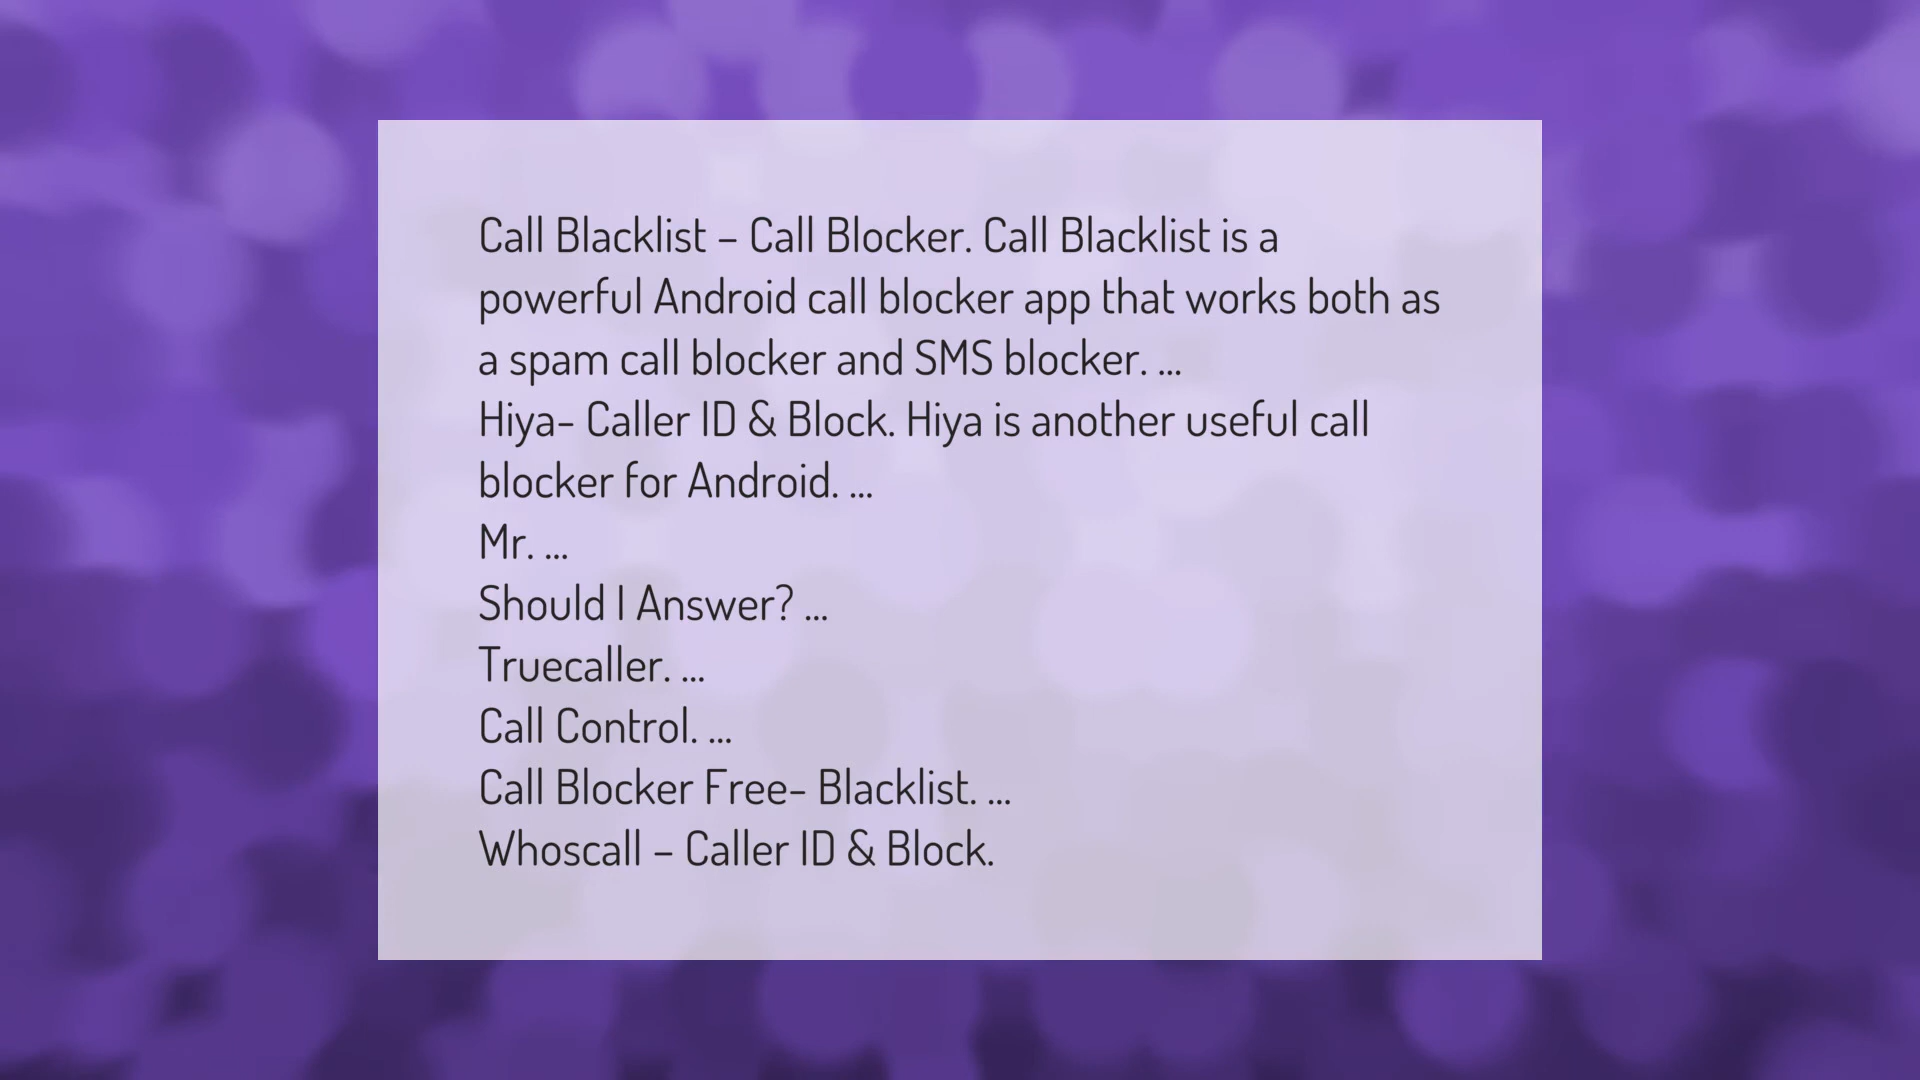 Call Blacklist – Call Blocker. Call Blacklist is a
powerful Android call blocker app that works both as
a spam call blocker and SMS blocker. ...
Hiya- Caller ID & Block. Hiya is another useful call
blocker for Android. ...
Mr. ...
Should I Answer? ...
Truecaller. ...
Call Control. ...
Call Blocker Free- Blacklist. ...
Whoscall – Caller ID & Block.